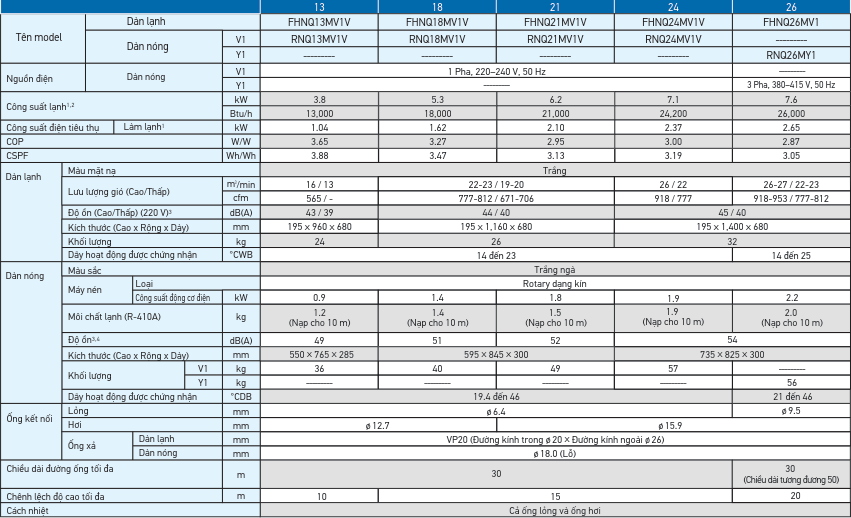 13 18 21 24 26
Tên model Dàn lạnh FHNQ13MV1V FHNQ18MV1V FHNQ21MV1V FHNQ24MV1V FHNQ26MV1
Dàn nóng V1 RNQ13MV1V RNQ18MV1V RNQ21MV1V RNQ24MV1V ---------
Y1 --------- --------- --------- --------- RNQ26MY1
Nguồn điện Dàn nóng V1 1 Pha, 220–240 V, 50 Hz ---------
Y1 --------- 3 Pha, 380–415 V, 50 Hz
Công suất lạnh¹,² kW 3.8 5.3 6.2 7.1 7.6
Btu/h 13,000 18,000 21,000 24,200 26,000
Công suất điện tiêu thụ Làm lạnh¹ kW 1.04 1.62 2.10 2.37 2.65
COP W/W 3.65 3.27 2.95 3.00 2.87
CSPF Wh/Wh 3.88 3.47 3.13 3.19 3.05
Dàn lạnh Màu mặt nạ Trắng
Lưu lượng gió (Cao/Thấp) m³/min 16 / 13 22-23 / 19-20 26 / 22 26-27 / 22-23
cfm 565 / - 777-812 / 671-706 918 / 777 918-953 / 777-812
Độ ồn (Cao/Thấp) (220 V)³ dB(A) 43 / 39 44 / 40 45 / 40
Kích thước (Cao x Rộng x Dày) mm 195 x 960 x 680 195 x 1,160 x 680 195 x 1,400 x 680
Khối lượng kg 24 26 32
Dãy hoạt động được chứng nhận °CWB 14 đến 23 14 đến 25
Dàn nóng Màu sắc Trắng ngà
Máy nén Loại Rotary dạng kín
Công suất động cơ điện kW 0.9 1.4 1.8 1.9 2.2
Môi chất lạnh (R-410A) kg 1.2 1.4 1.5 1.9 2.0
(Nạp cho 10 m) (Nạp cho 10 m) (Nạp cho 10 m) (Nạp cho 10 m) (Nạp cho 10 m)
Độ ồn³,⁴ dB(A) 49 51 52 54
Kích thước (Cao x Rộng x Dày) mm 550 × 765 × 285 595 × 845 × 300 735 × 825 × 300
Khối lượng V1 kg 36 40 49 57 ---------
Y1 kg --------- --------- --------- --------- 56
Dãy hoạt động được chứng nhận °CDB 19.4 đến 46 21 đến 46
Ống kết nối Lỏng mm ø 6.4 ø 9.5
Hơi mm ø 12.7 ø 15.9
Ống xả Dàn lạnh mm VP20 (Đường kính trong ø 20 × Đường kính ngoài ø 26)
Dàn nóng mm ø 18.0 (Lỗ)
Chiều dài đường ống tối đa m 30 30
(Chiều dài tương đương 50)
Chênh lệch độ cao tối đa m 10 15 20
Cách nhiệt Cả ống lỏng và ống hơi